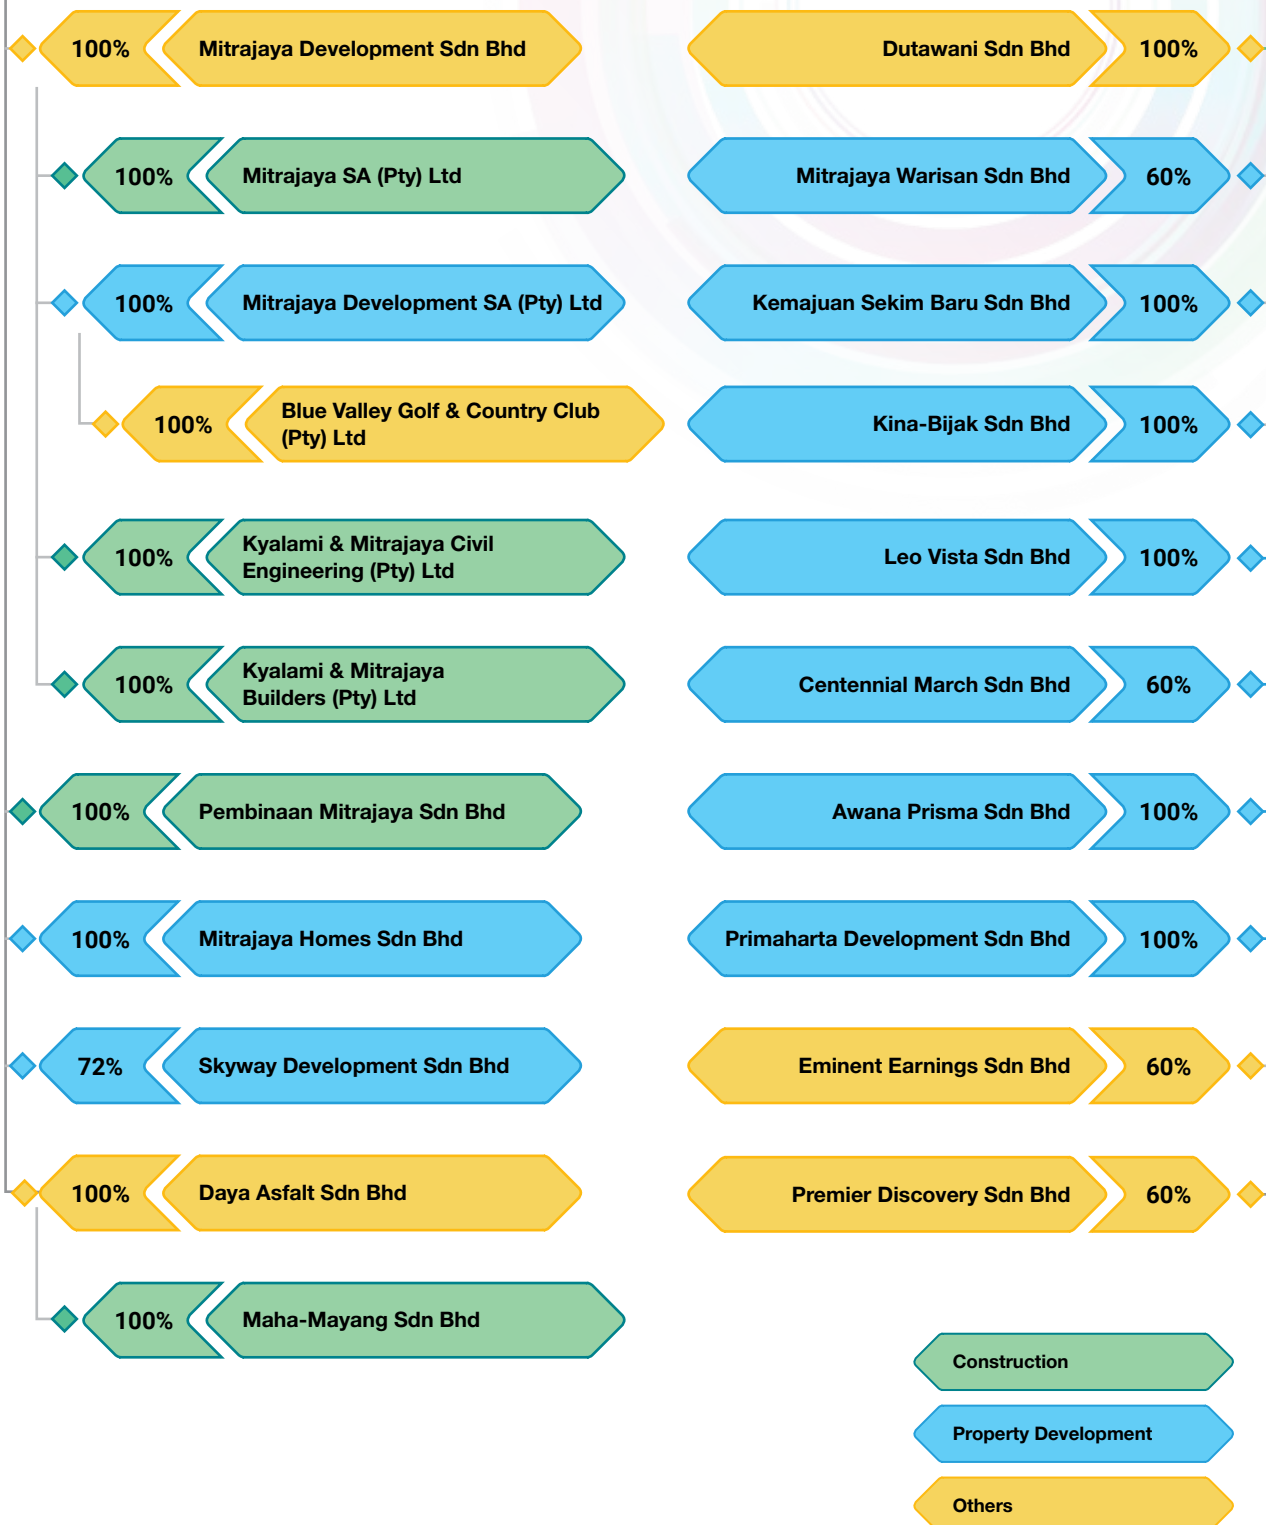 100%
Mitrajaya Development Sdn Bhd
100%
Mitrajaya SA (Pty) Ltd
100%
Mitrajaya Development SA (Pty) Ltd
100%
Blue Valley Golf & Country Club
(Pty) Ltd
100%
Kyalami & Mitrajaya Civil
Engineering (Pty) Ltd
100%
Kyalami & Mitrajaya
Builders (Pty) Ltd
100%
Pembinaan Mitrajaya Sdn Bhd
100%
Mitrajaya Homes Sdn Bhd
72%
Skyway Development Sdn Bhd
100%
Daya Asfalt Sdn Bhd
100%
Maha-Mayang Sdn Bhd
Dutawani Sdn Bhd
100%
Mitrajaya Warisan Sdn Bhd
60%
Kemajuan Sekim Baru Sdn Bhd
100%
Kina-Bijak Sdn Bhd
100%
Leo Vista Sdn Bhd
100%
Centennial March Sdn Bhd
60%
Awana Prisma Sdn Bhd
100%
Primaharta Development Sdn Bhd
100%
Eminent Earnings Sdn Bhd
60%
Premier Discovery Sdn Bhd
60%
Construction
Property Development
Others